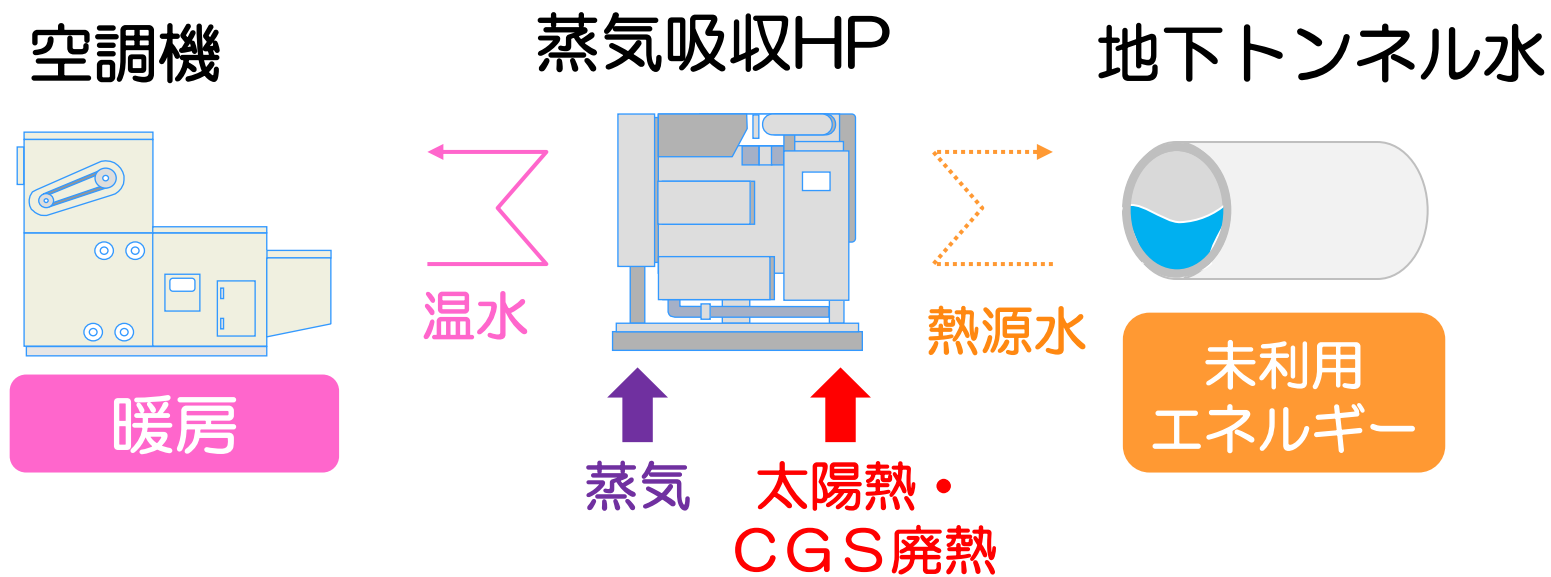 空調機
蒸気吸収HP
地下トンネル水
温水
熱源水
暖房
未利用
エネルギー
蒸気
太陽熱・
ＣＧＳ廃熱